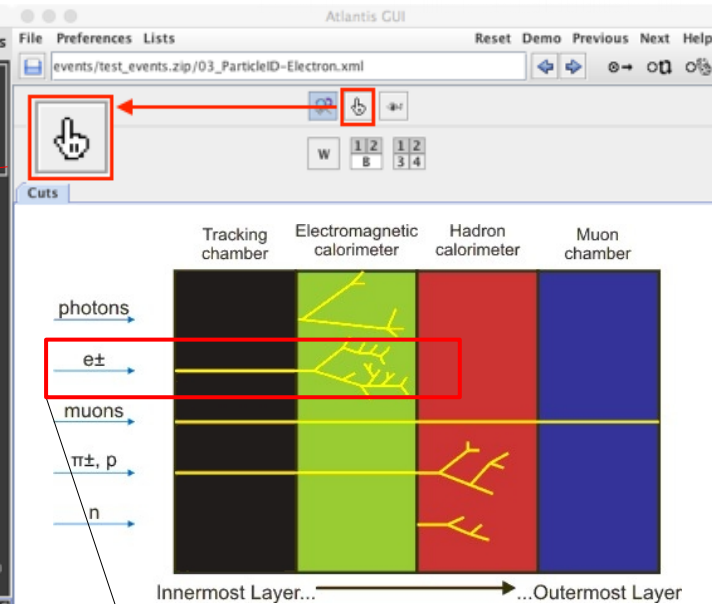 Atlantis GUI
s File Preferences Lists Reset Demo Previous Next Help
events/test_events.zip/03_ParticleID-Electron.xml
W 1 2 1 2
B 3 4
Cuts
Tracking chamber
Electromagnetic calorimeter
Hadron calorimeter
Muon chamber
photons
e±
muons
π±, p
n
Innermost Layer... ...Outermost Layer